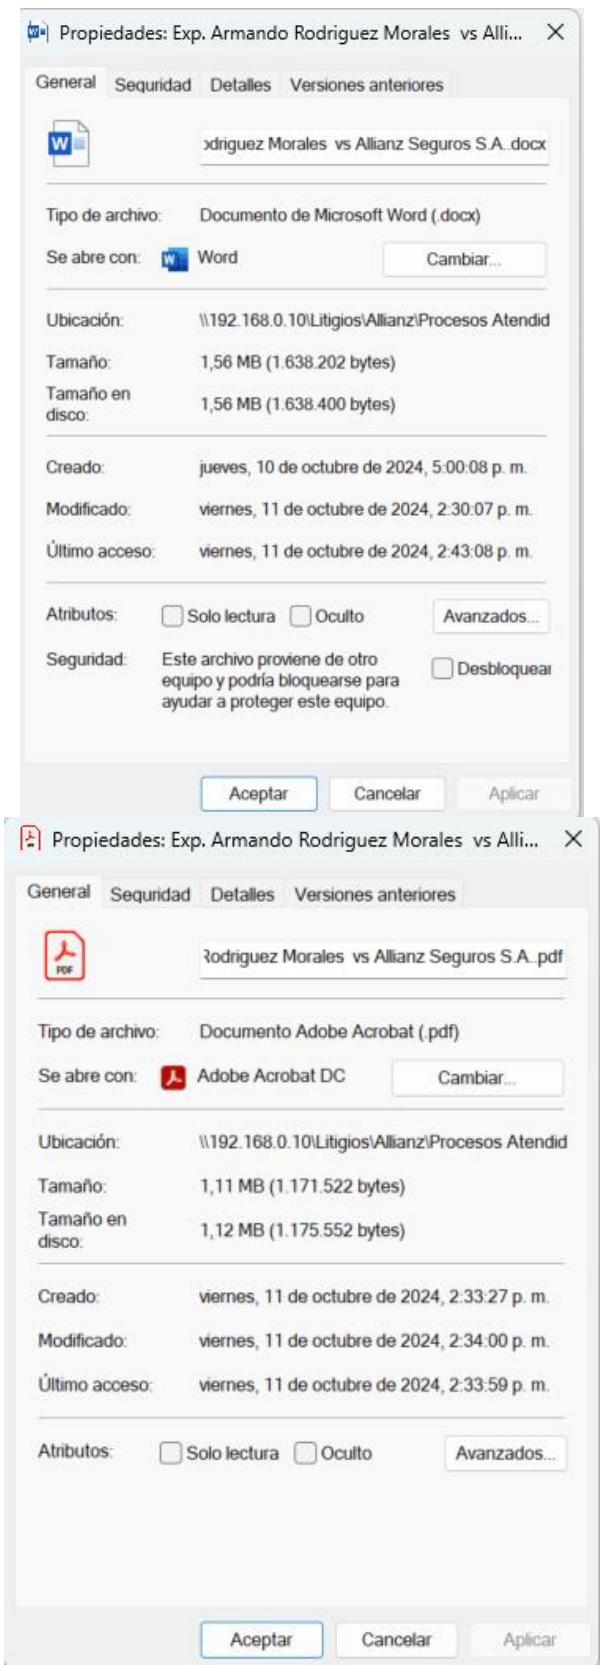 Propiedades: Exp. Armando Rodriguez Morales  vs Alli...
General Seguridad Detalles Versiones anteriores
odriguez Morales  vs Allianz Seguros S.A..docx
Tipo de archivo: Documento de Microsoft Word (.docx)
Se abre con: Word Cambiar...
Ubicación: \\192.168.0.10\Litigios\Allianz\Procesos Atendid
Tamaño: 1,56 MB (1.638.202 bytes)
Tamaño en
disco: 1,56 MB (1.638.400 bytes)
Creado: jueves, 10 de octubre de 2024, 5:00:08 p. m.
Modificado: viernes, 11 de octubre de 2024, 2:30:07 p. m.
Último acceso: viernes, 11 de octubre de 2024, 2:43:08 p. m.
Atributos: Solo lectura Oculto Avanzados...
Seguridad: Este archivo proviene de otro
equipo y podría bloquearse para
ayudar a proteger este equipo. Desbloquear
Aceptar Cancelar Aplicar
Propiedades: Exp. Armando Rodriguez Morales  vs Alli...
General Seguridad Detalles Versiones anteriores
PDF
Rodriguez Morales  vs Allianz Seguros S.A..pdf
Tipo de archivo: Documento Adobe Acrobat (.pdf)
Se abre con: Adobe Acrobat DC Cambiar...
Ubicación: \\192.168.0.10\Litigios\Allianz\Procesos Atendid
Tamaño: 1,11 MB (1.171.522 bytes)
Tamaño en
disco: 1,12 MB (1.175.552 bytes)
Creado: viernes, 11 de octubre de 2024, 2:33:27 p. m.
Modificado: viernes, 11 de octubre de 2024, 2:34:00 p. m.
Último acceso: viernes, 11 de octubre de 2024, 2:33:59 p. m.
Atributos: Solo lectura Oculto Avanzados...
Aceptar Cancelar Aplicar